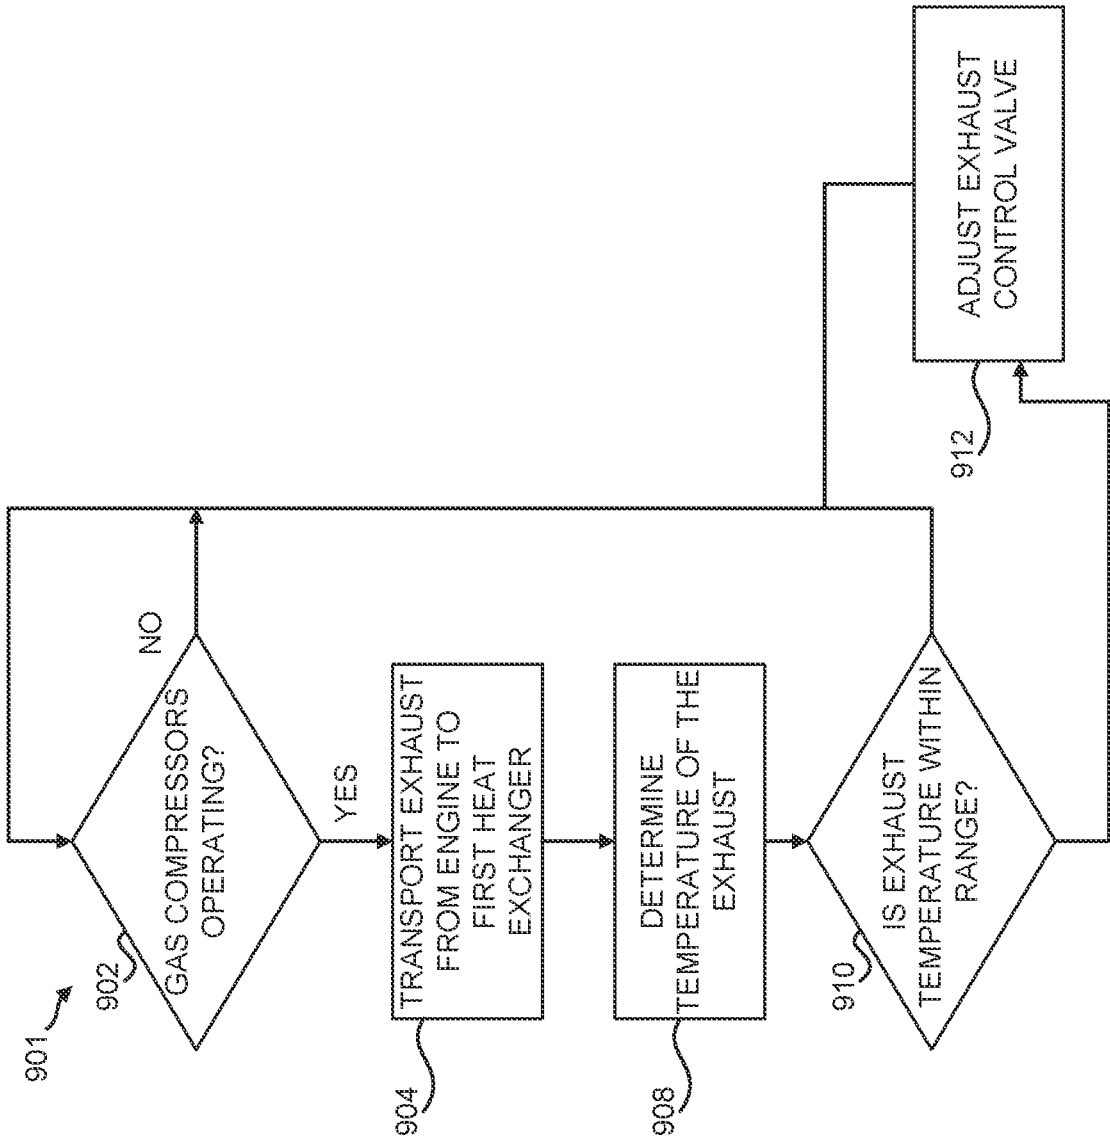 901
902
GAS COMPRESSORS
OPERATING?
NO
YES
904
TRANSPORT EXHAUST
FROM ENGINE TO
FIRST HEAT
EXCHANGER
908
DETERMINE
TEMPERATURE OF THE
EXHAUST
910
IS EXHAUST
TEMPERATURE WITHIN
RANGE?
912
ADJUST EXHAUST
CONTROL VALVE